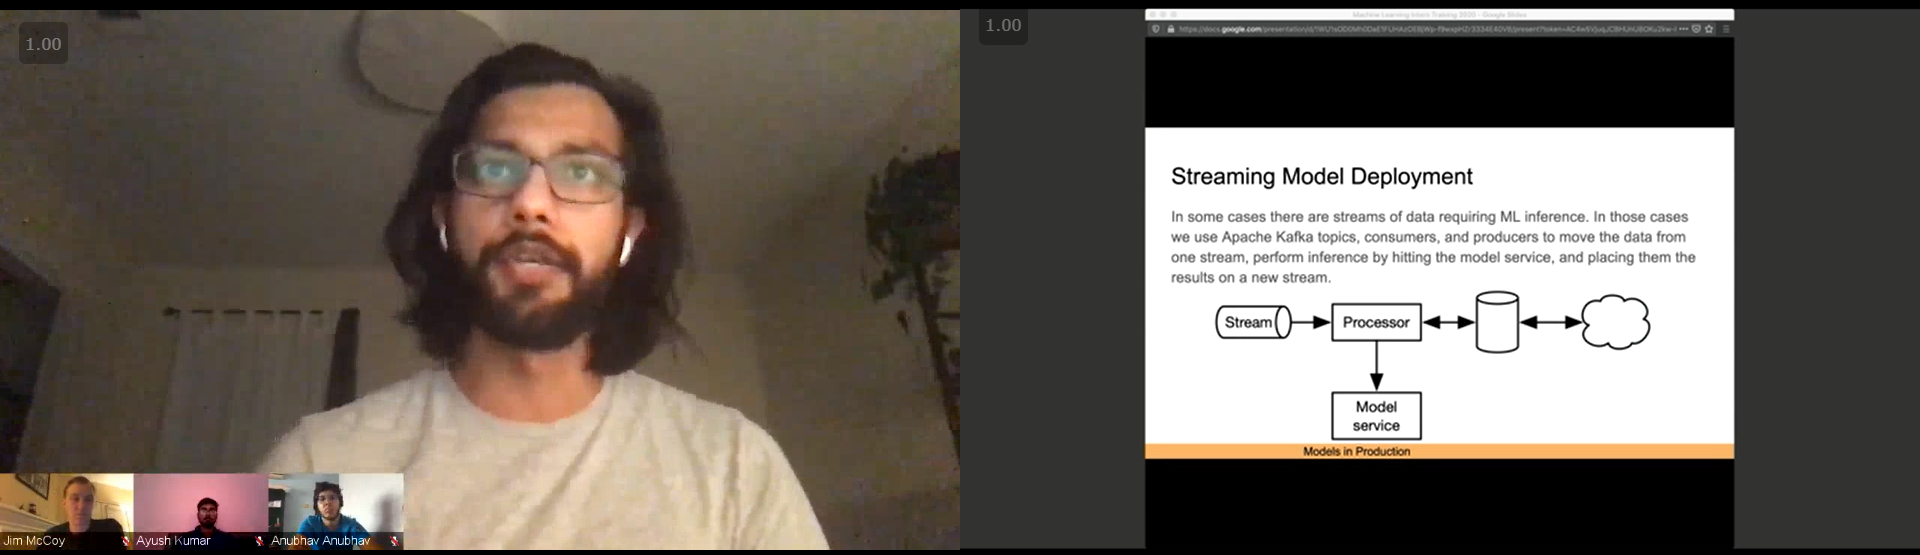 1.00
Jim McCoy
Ayush Kumar
Anubhav Anubhav
1.00
Machine Learning Intern Training 2020 - Google Slides
Streaming Model Deployment
In some cases there are streams of data requiring ML inference. In those cases
we use Apache Kafka topics, consumers, and producers to move the data from
one stream, perform inference by hitting the model service, and placing them the
results on a new stream.
Stream
Processor
Model
service
Models in Production